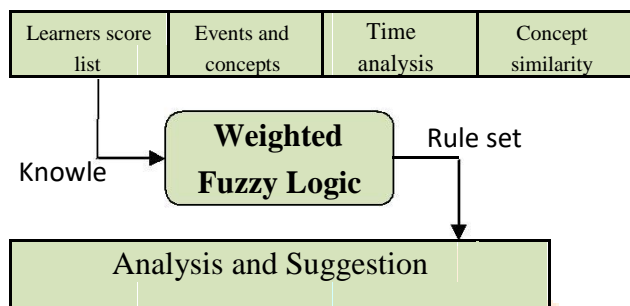 Learners score
list
Events and
concepts
Time
analysis
Concept
similarity
Weighted
Fuzzy Logic
Rule set
Knowle
Analysis and Suggestion